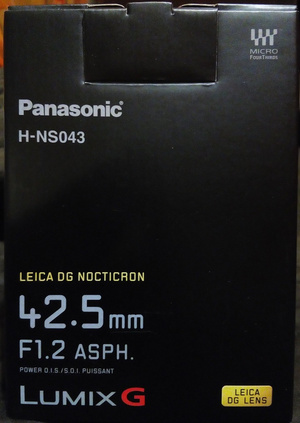 MICRO
FOURTHIRDS
Panasonic
H-NS043
LEICA DG NOCTICRON
42.5mm
F1.2 ASPH.
POWER O.I.S./S.O.I. PUISSANT
LUMIX G
LEICA
DG LENS